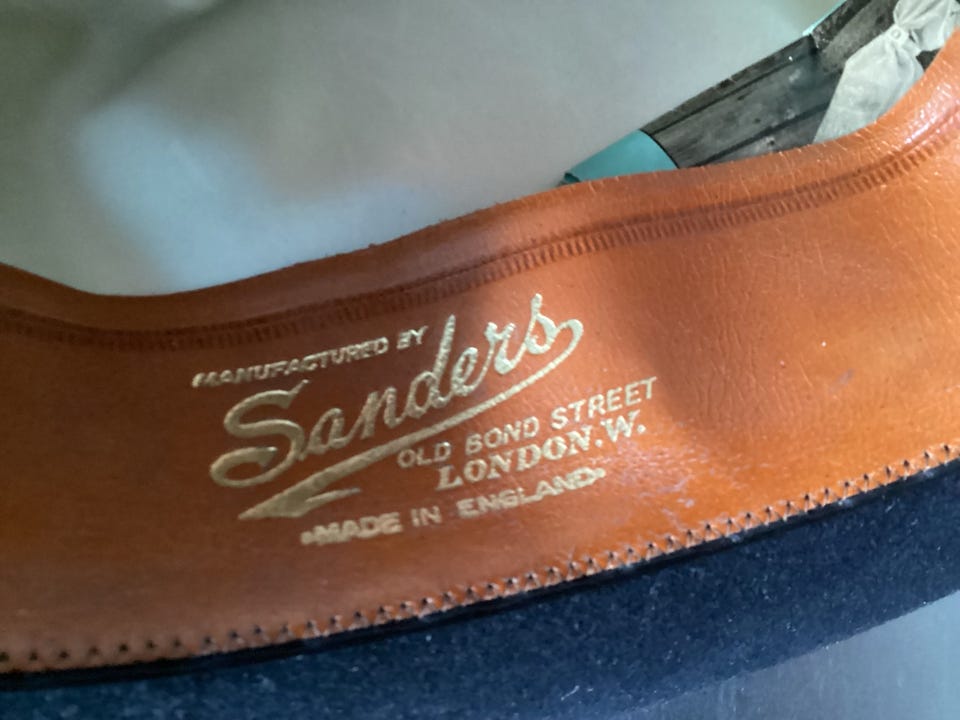 MANUFACTURED BY
Sanders
OLD BOND STREET
LONDON.W.
MADE IN ENGLAND